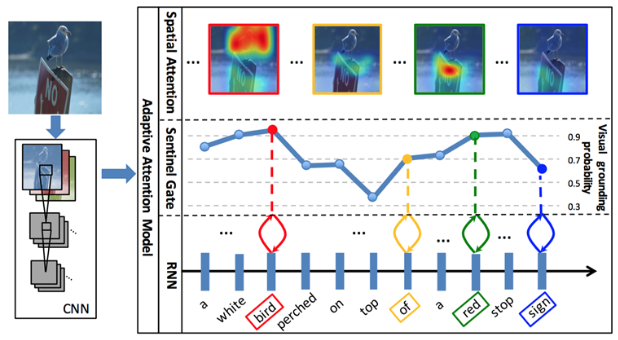 Adaptive Attention Model
Spatial Attention
... ... ... ...
NO
Sentinel Gate
0.9
0.7
0.5
0.3
Visual grounding
probability
CNN
RNN
... ... ... ...
a white bird perched on top of a red stop sign